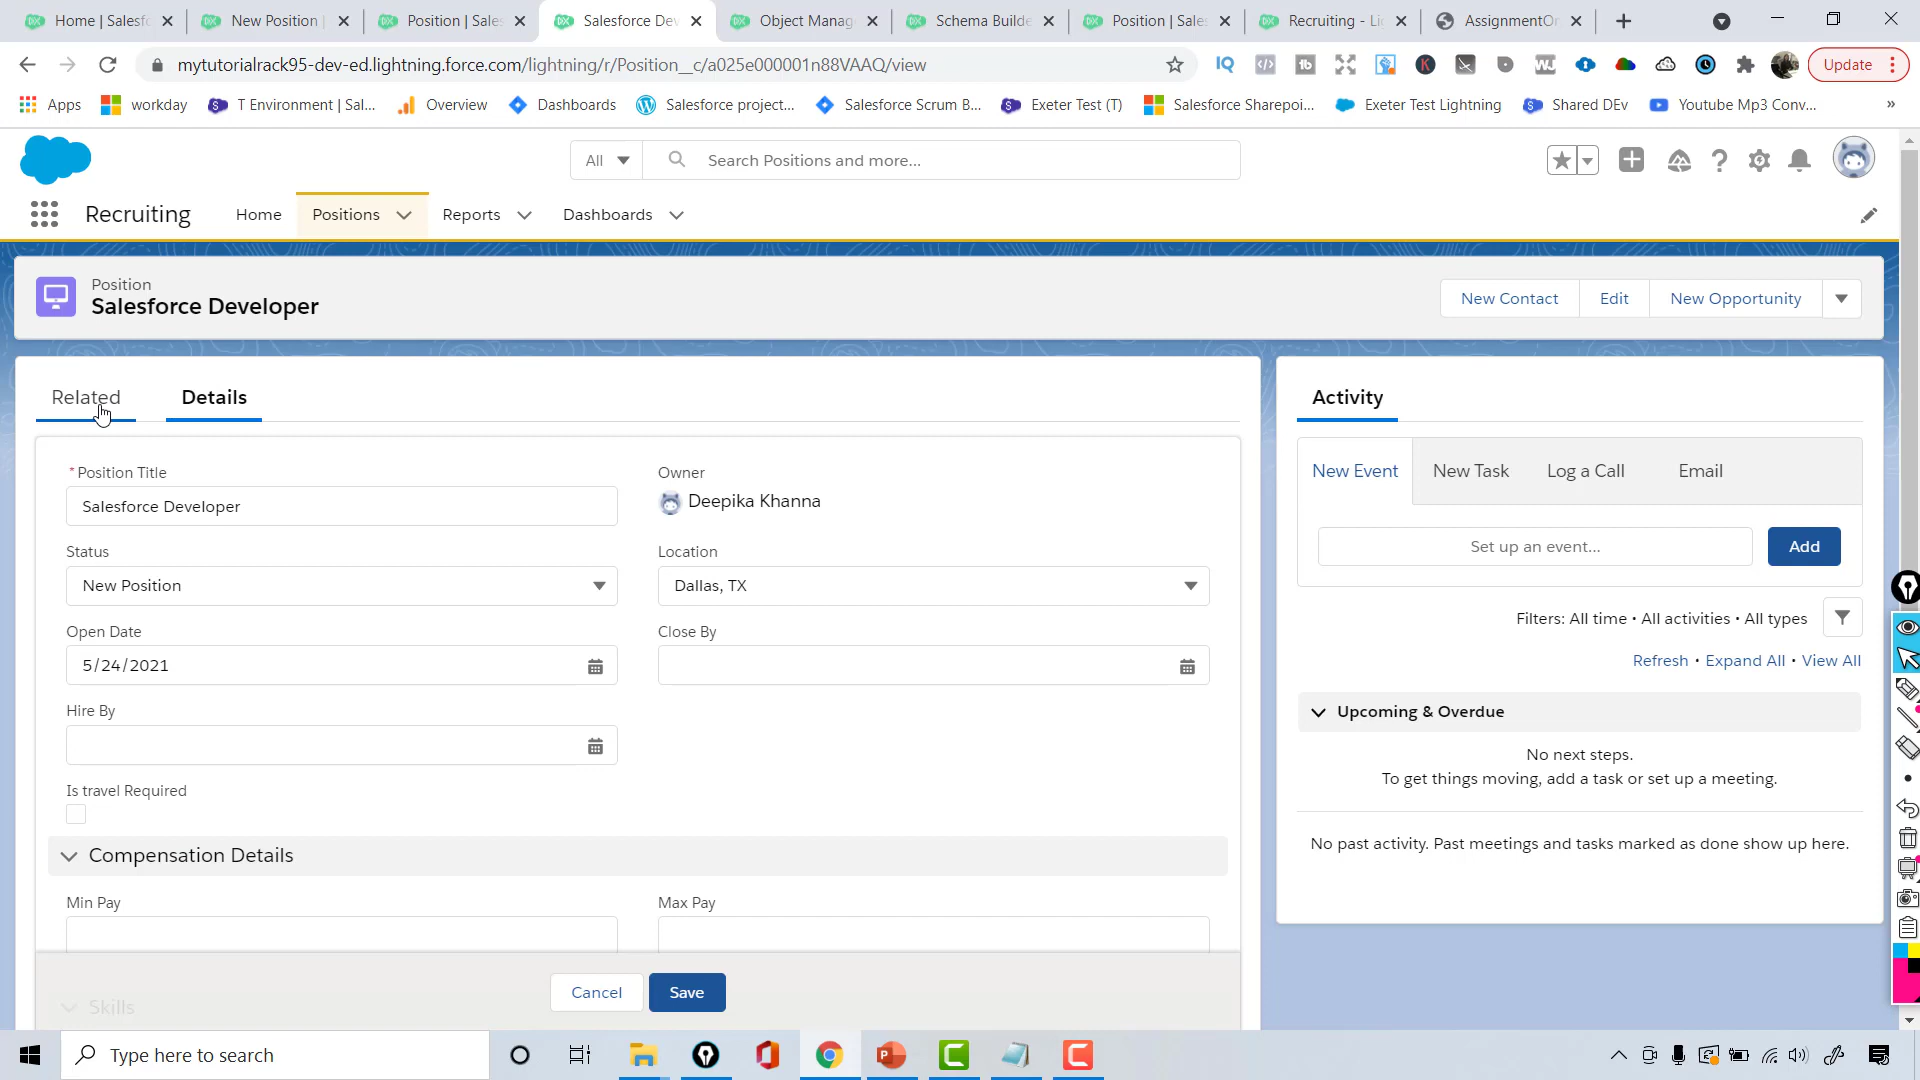 Home | Salesfo
New Position |
Position | Sales
Salesforce Dev
Object Manag
Schema Builde
Position | Sales
Recruiting - Li
AssignmentOr
mytutorialrack95-dev-ed.lightning.force.com/lightning/r/Position__c/a025e000001n88VAAQ/view
Update
Apps
workday
T Environment | Sal...
Overview
Dashboards
Salesforce project...
Salesforce Scrum B...
Exeter Test (T)
Salesforce Sharepoi...
Exeter Test Lightning
Shared DEv
Youtube Mp3 Conv...
»
All
Search Positions and more...
Recruiting
Home
Positions
Reports
Dashboards
Position
Salesforce Developer
New Contact
Edit
New Opportunity
Related
Details
Activity
*Position Title
Salesforce Developer
Owner
Deepika Khanna
New Event
New Task
Log a Call
Email
Set up an event...
Add
Status
New Position
Location
Dallas, TX
Filters: All time • All activities • All types
Open Date
5/24/2021
Close By
Refresh • Expand All • View All
Hire By
Upcoming & Overdue
No next steps.
To get things moving, add a task or set up a meeting.
Is travel Required
No past activity. Past meetings and tasks marked as done show up here.
Compensation Details
Min Pay
Max Pay
Cancel
Save
Skills
Type here to search